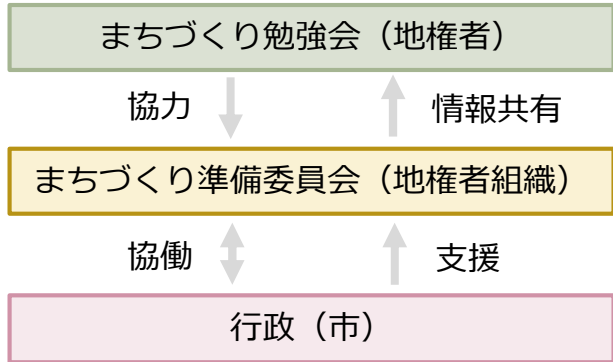 まちづくり勉強会（地権者）
協力
情報共有
まちづくり準備委員会（地権者組織）
協働
支援
行政（市）